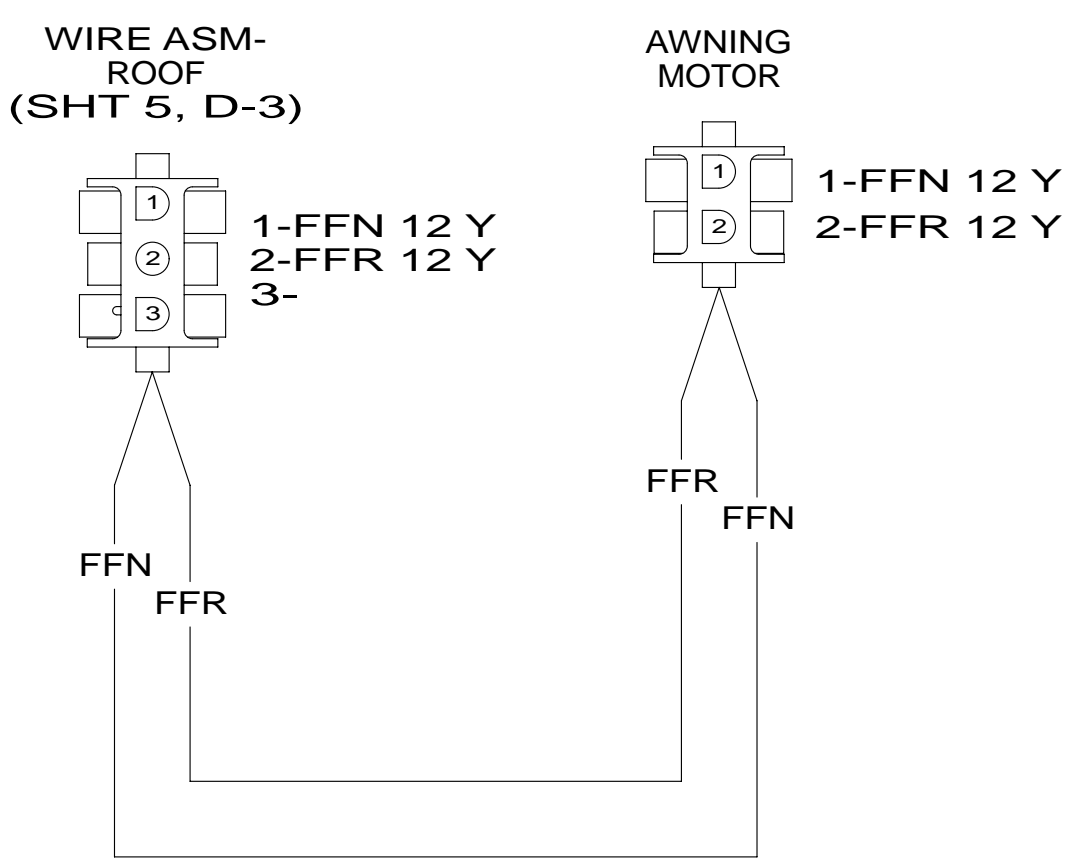 WIRE ASM-
ROOF
(SHT 5, D-3)
1
2
3
1-FFN 12 Y
2-FFR 12 Y
3-
AWNING
MOTOR
1
2
1-FFN 12 Y
2-FFR 12 Y
FFN
FFR
FFR
FFN